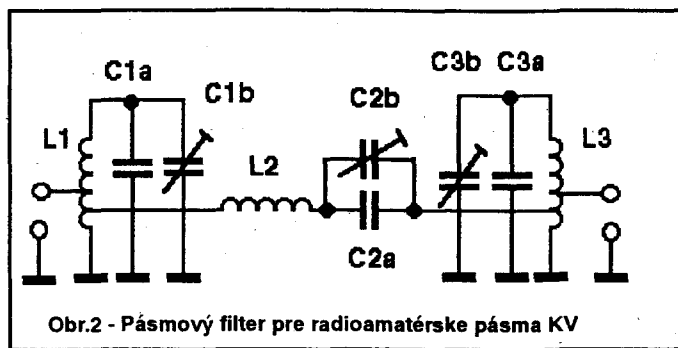 C1a
C1b
C2b
C3b C3a
L1
L2
L3
C2a
Obr.2 - Pásmový filter pre radioamatérske pásma KV